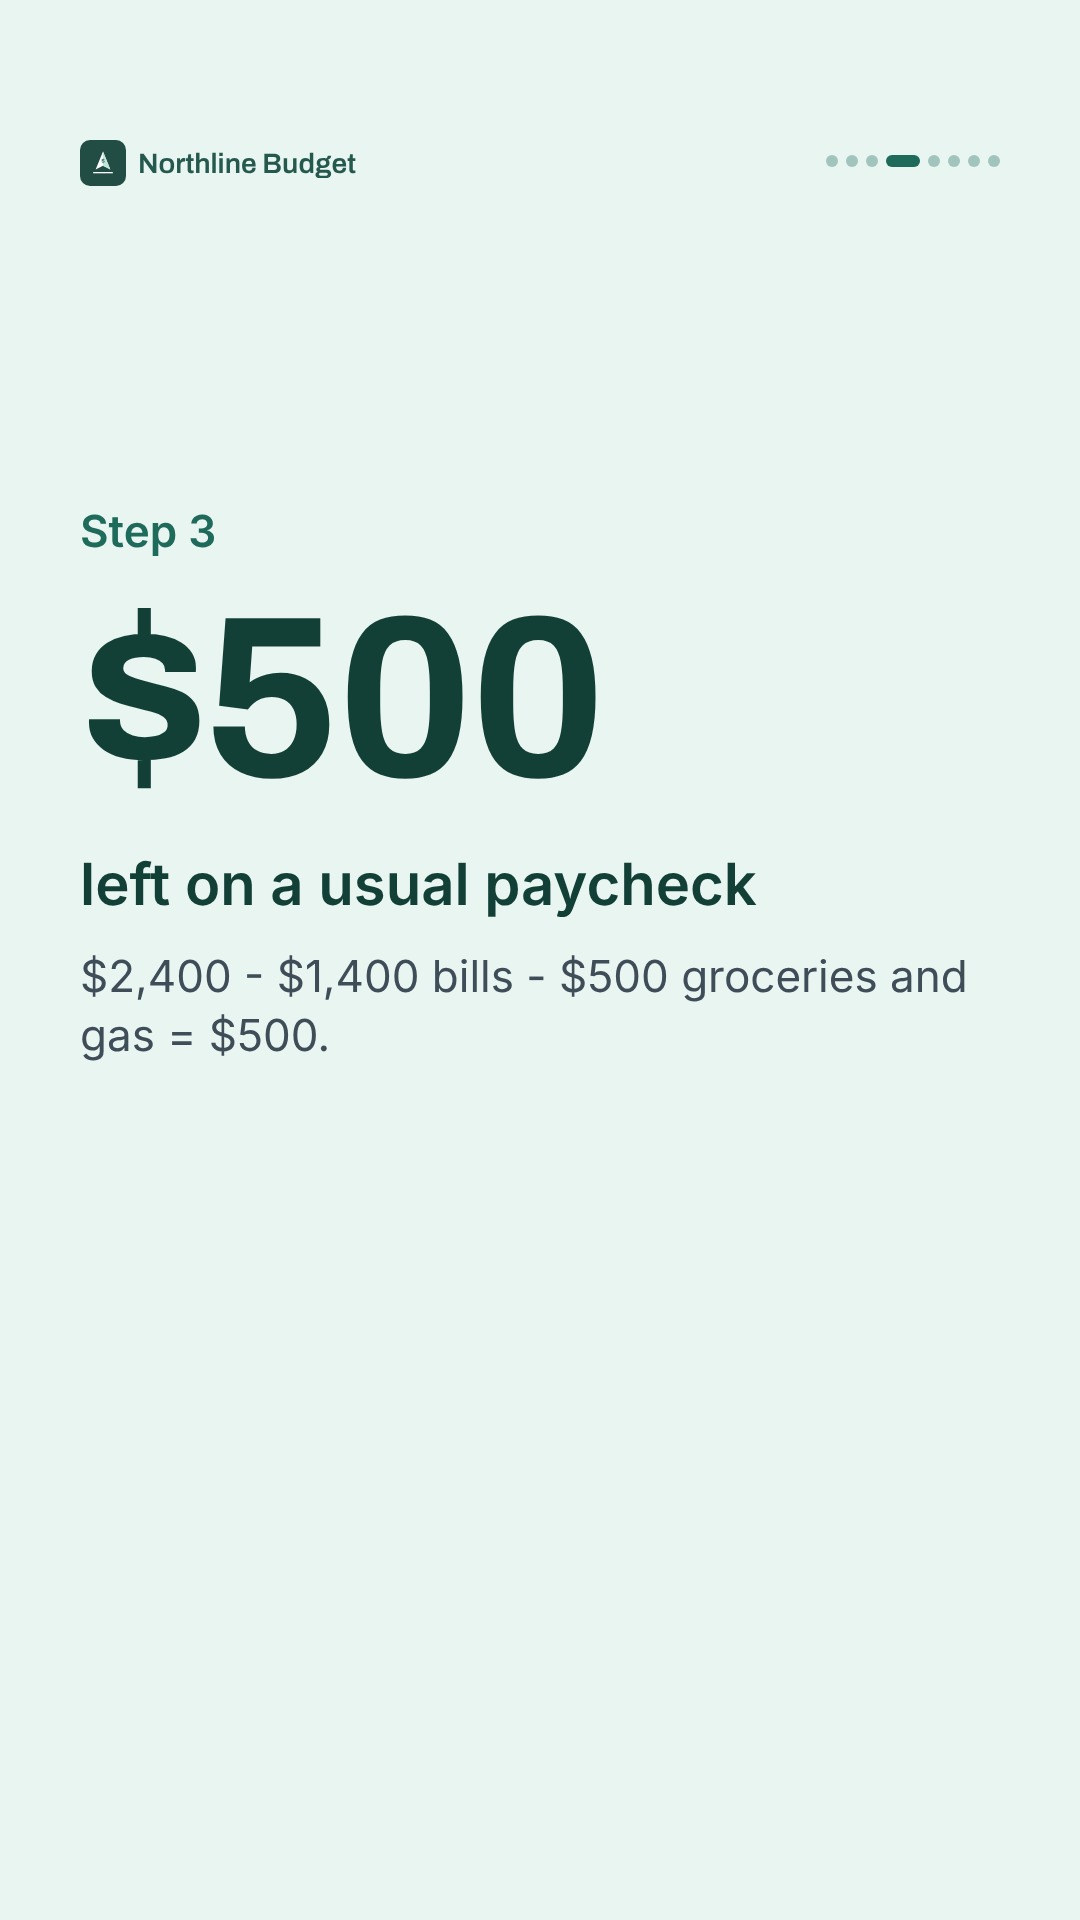 Northline Budget
Step 3
$500
left on a usual paycheck
$2,400 - $1,400 bills - $500 groceries and
gas = $500.